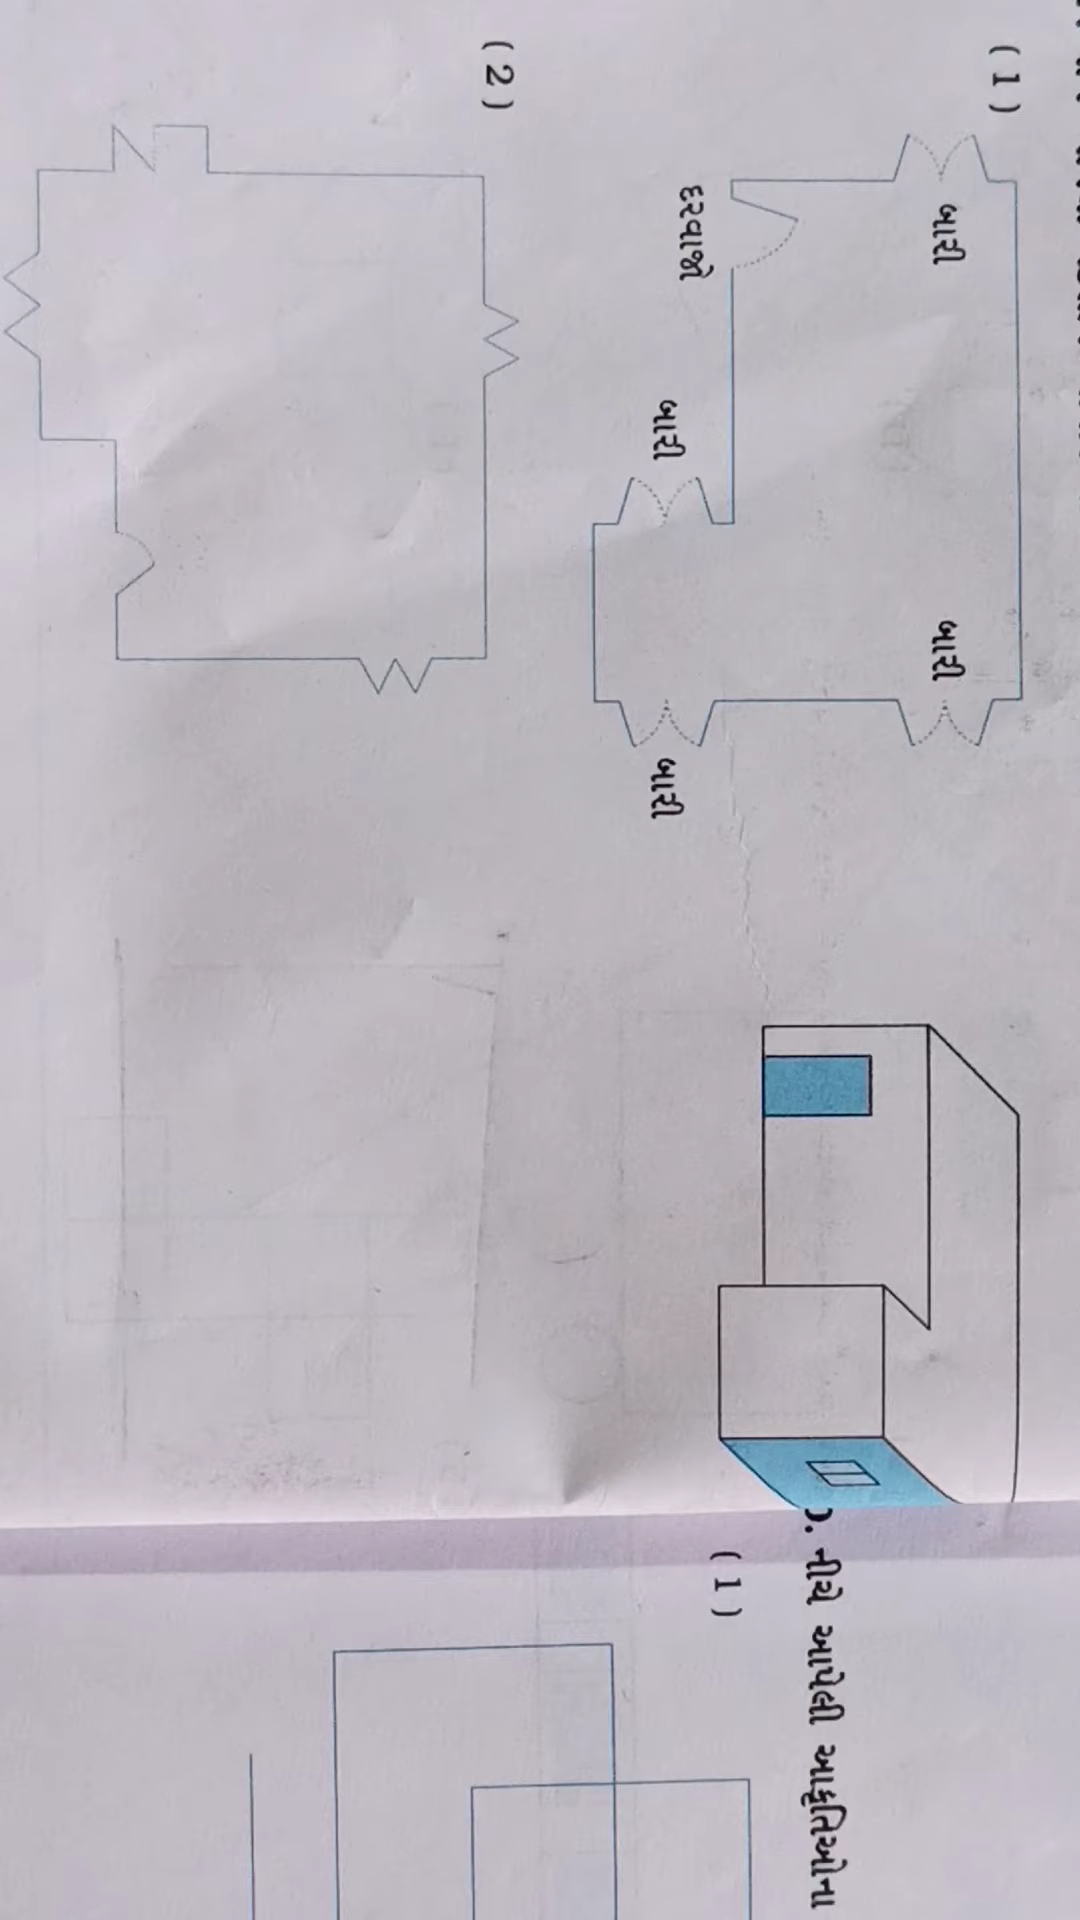 (1)
બારી
બારી
દરવાજો
બારી
બારી
(2)
નીચે આપેલી આકૃતિઓના
(1)